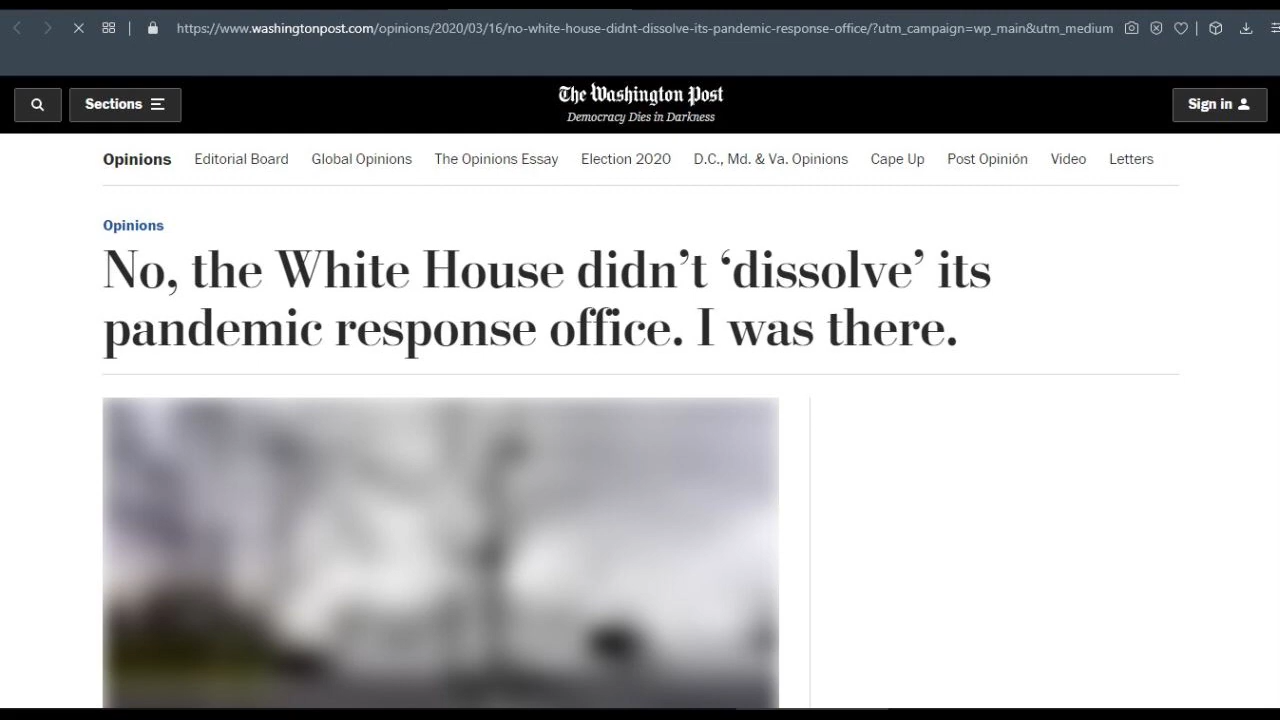 https://www.washingtonpost.com/opinions/2020/03/16/no-white-house-didnt-dissolve-its-pandemic-response-office/?utm_campaign=wp_main&utm_medium
Sections
The Washington Post
Democracy Dies in Darkness
Sign in
Opinions Editorial Board Global Opinions The Opinions Essay Election 2020 D.C., Md. & Va. Opinions Cape Up Post Opinión Video Letters
Opinions
No, the White House didn’t ‘dissolve’ its
pandemic response office. I was there.